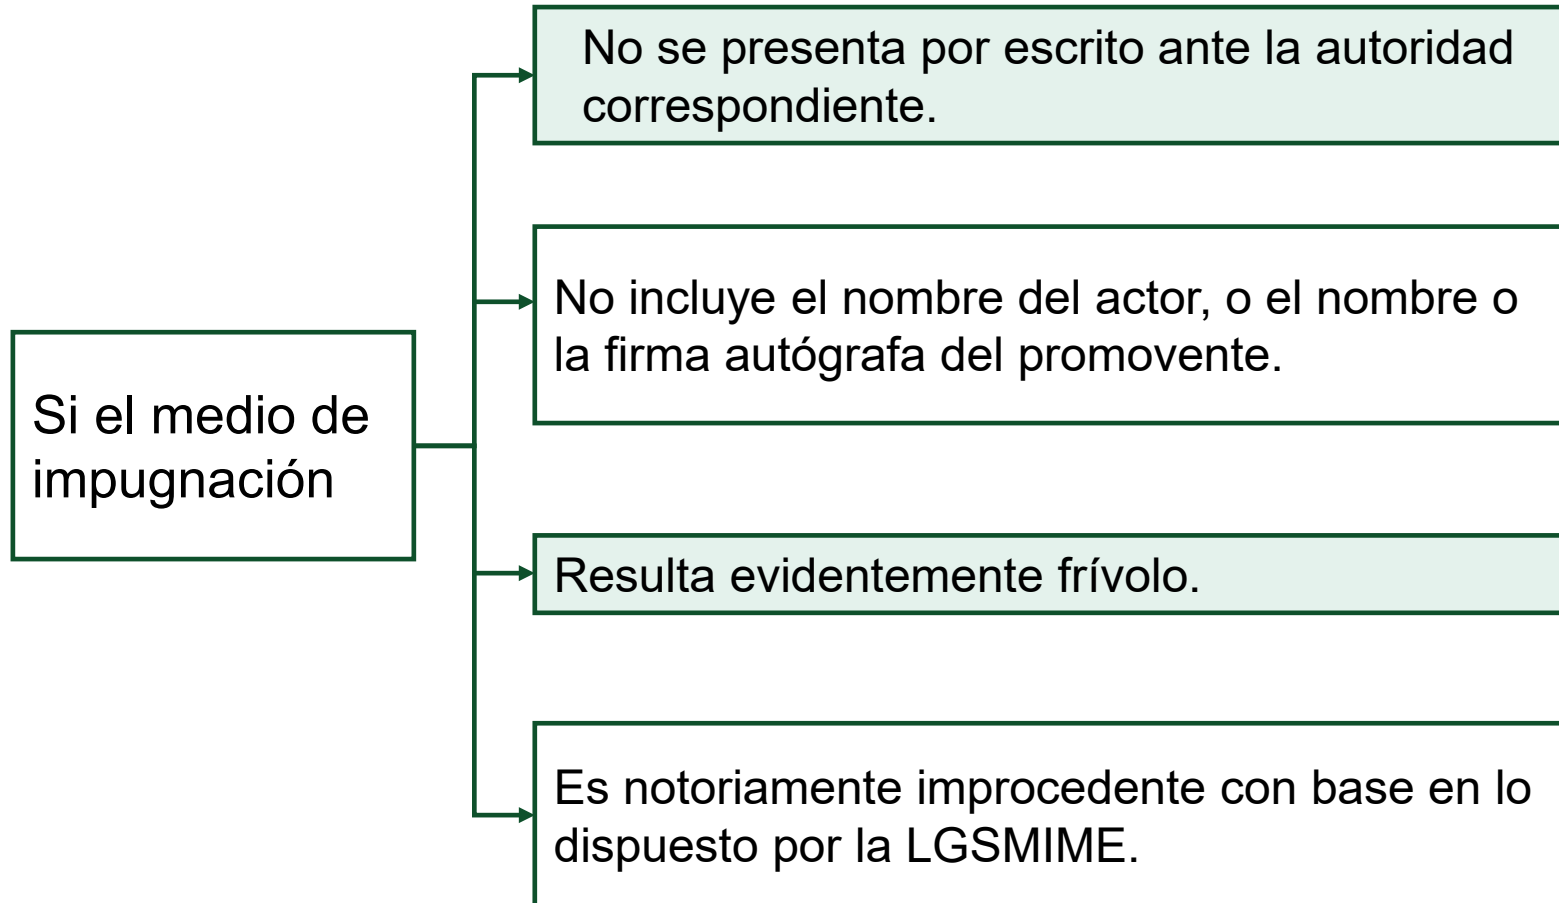 Si el medio de
impugnación
No se presenta por escrito ante la autoridad
correspondiente.
No incluye el nombre del actor, o el nombre o
la firma autógrafa del promovente.
Resulta evidentemente frívolo.
Es notoriamente improcedente con base en lo
dispuesto por la LGSMIME.